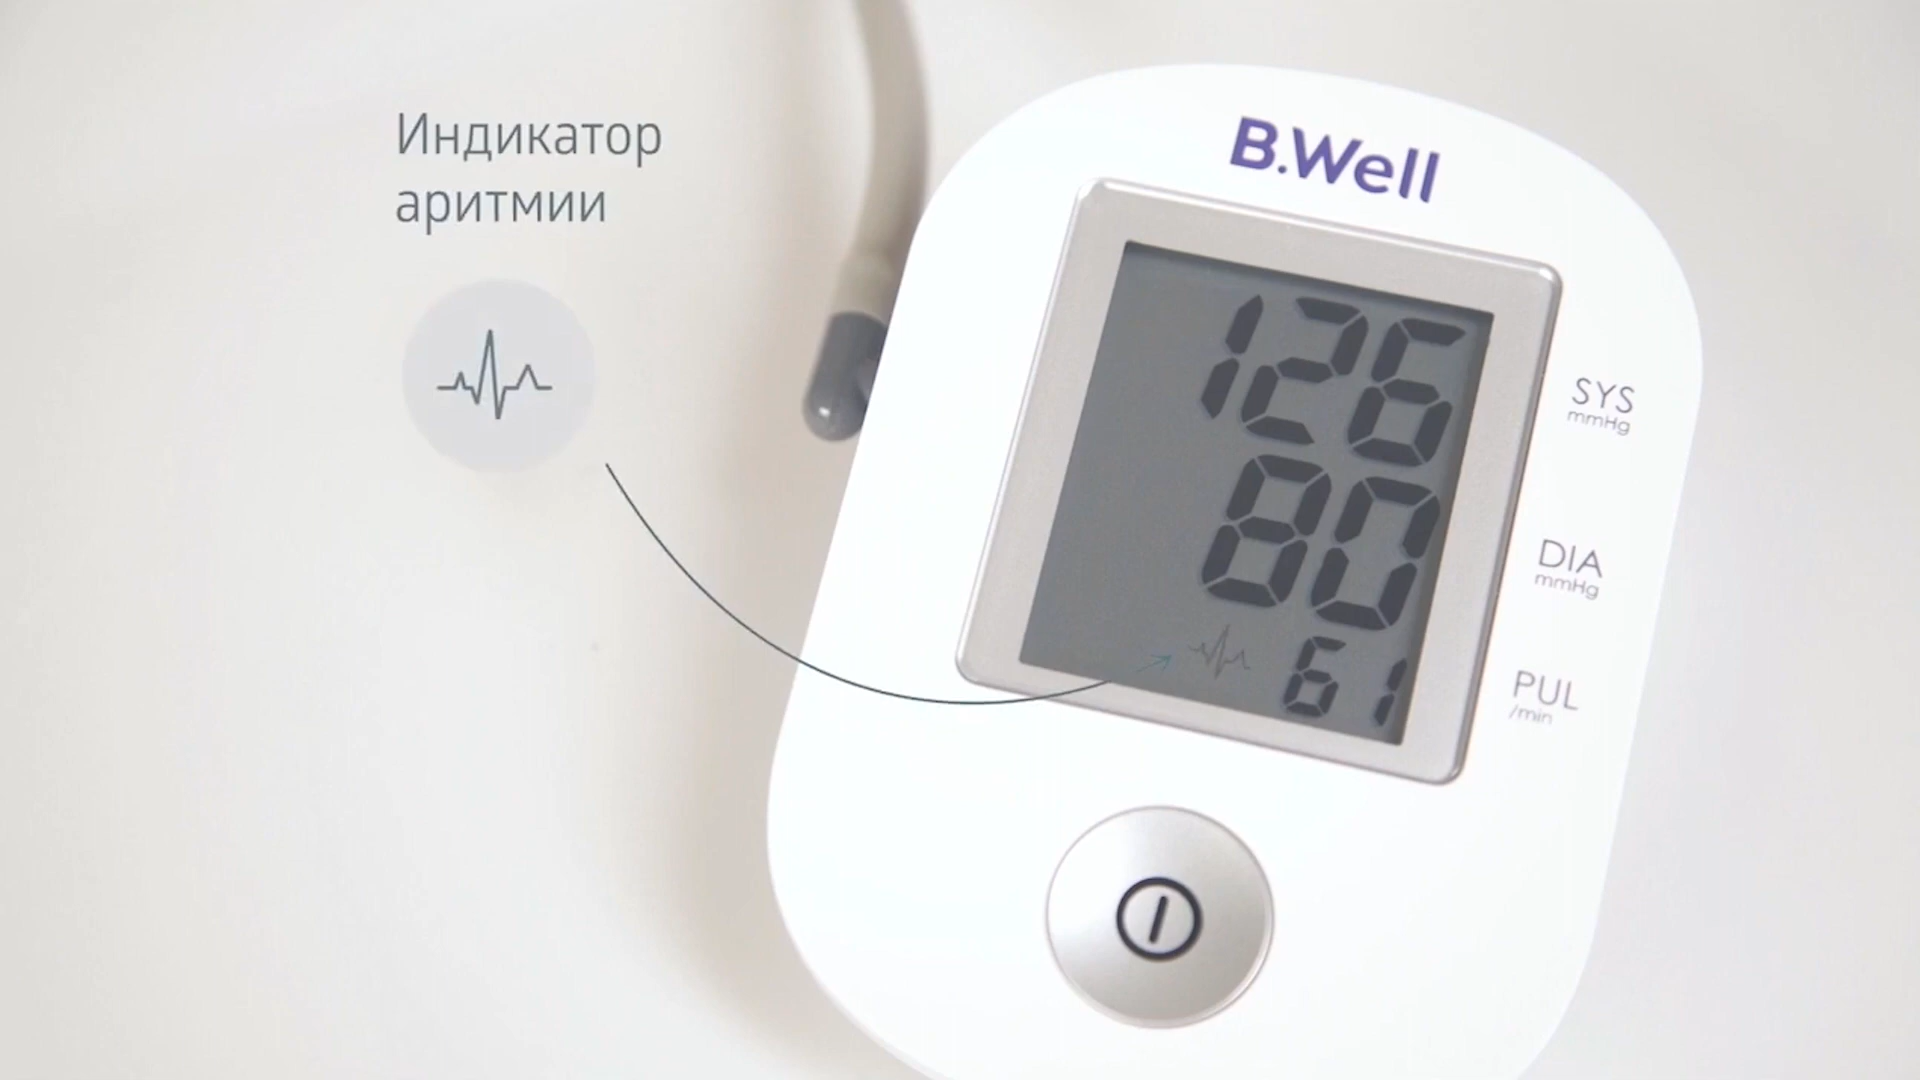 Индикатор
аритмии
B.Well
126
SYS
mmHg
80
DIA
mmHg
61
PUL
/min